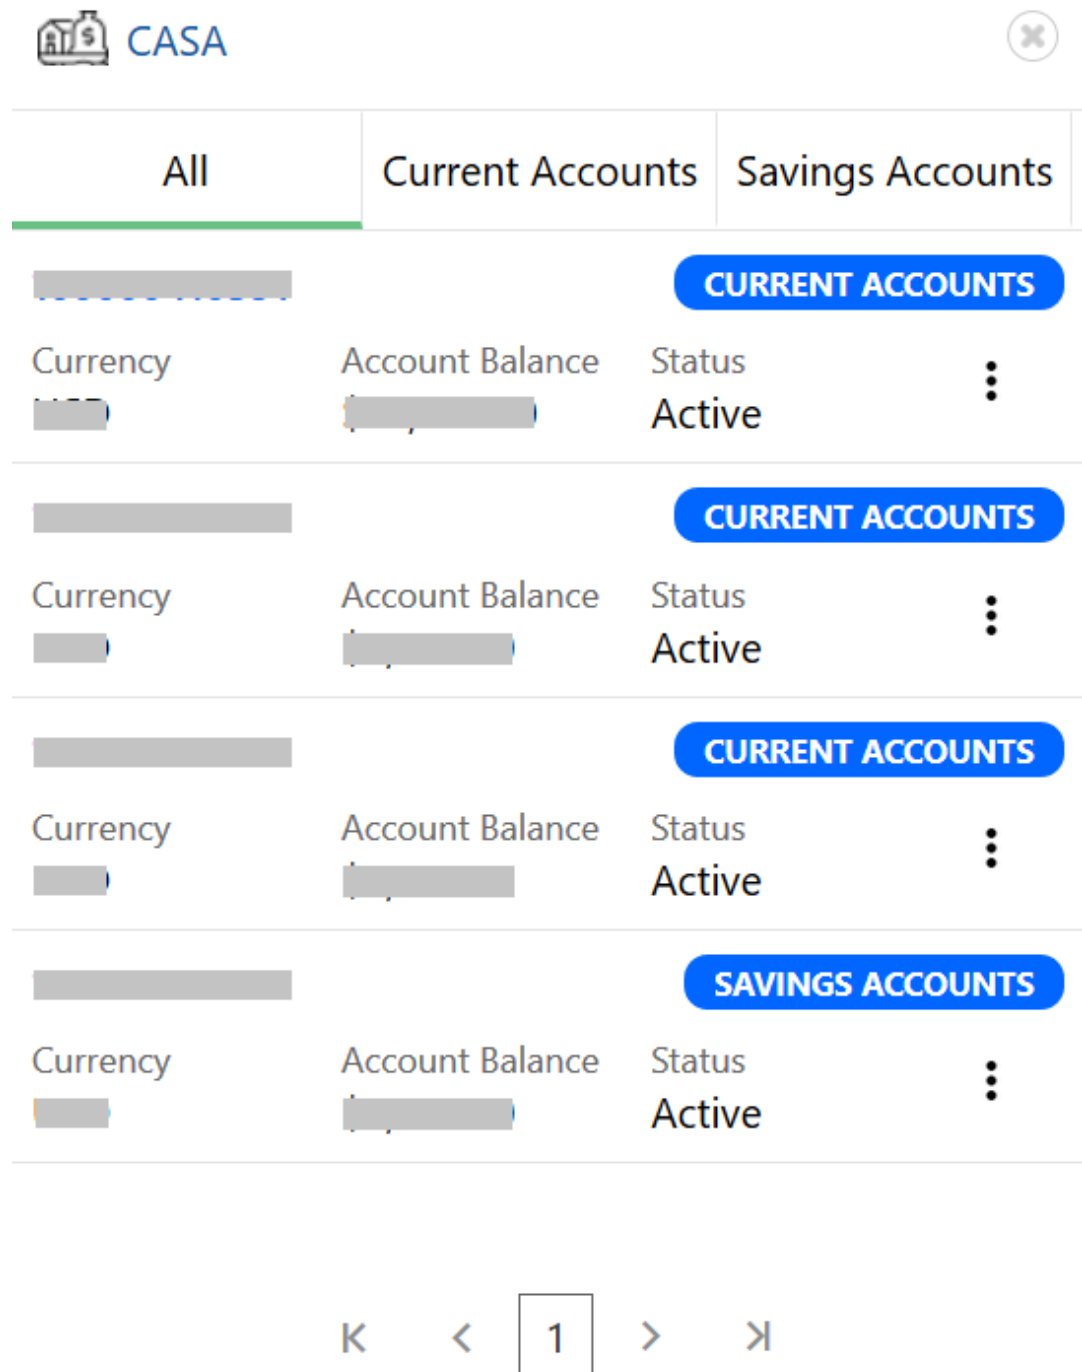 CASA
All Current Accounts Savings Accounts
CURRENT ACCOUNTS
Currency Account Balance Status
Active
CURRENT ACCOUNTS
Currency Account Balance Status
Active
CURRENT ACCOUNTS
Currency Account Balance Status
Active
SAVINGS ACCOUNTS
Currency Account Balance Status
Active
1